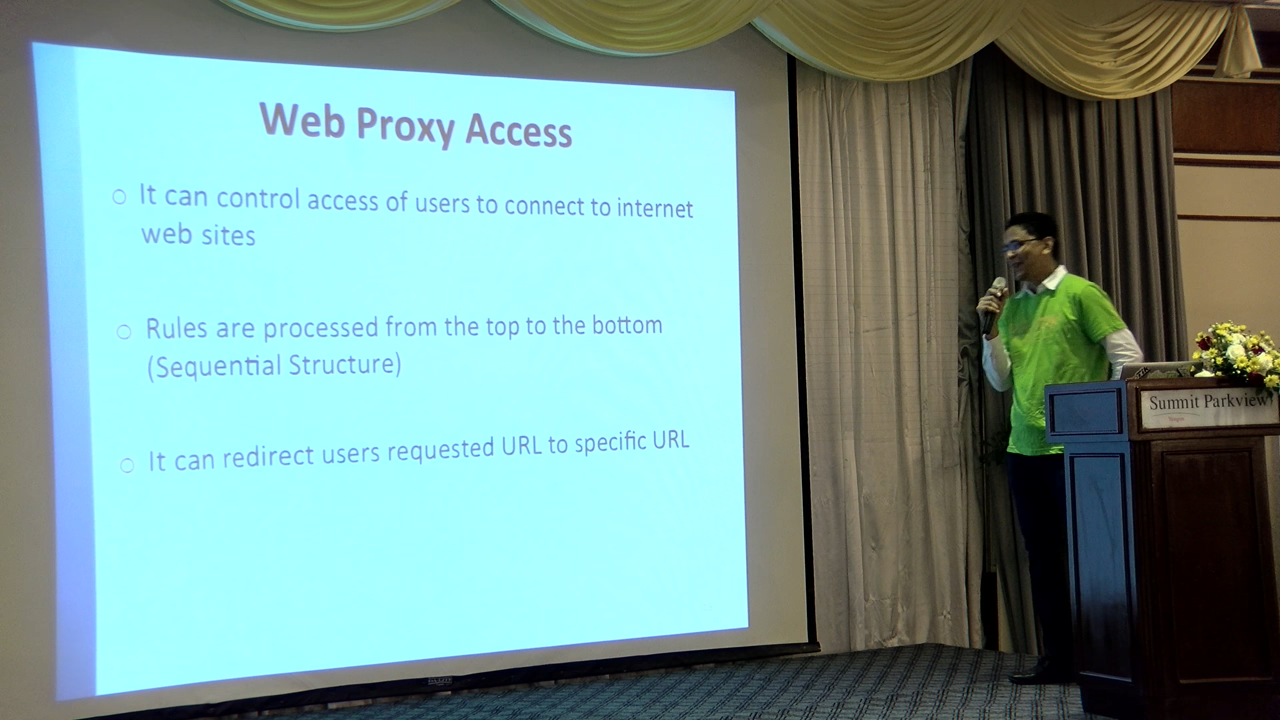 Web Proxy Access
It can control access of users to connect to internet
web sites
Rules are processed from the top to the bottom
(Sequential Structure)
It can redirect users requested URL to specific URL
Summit Parkview